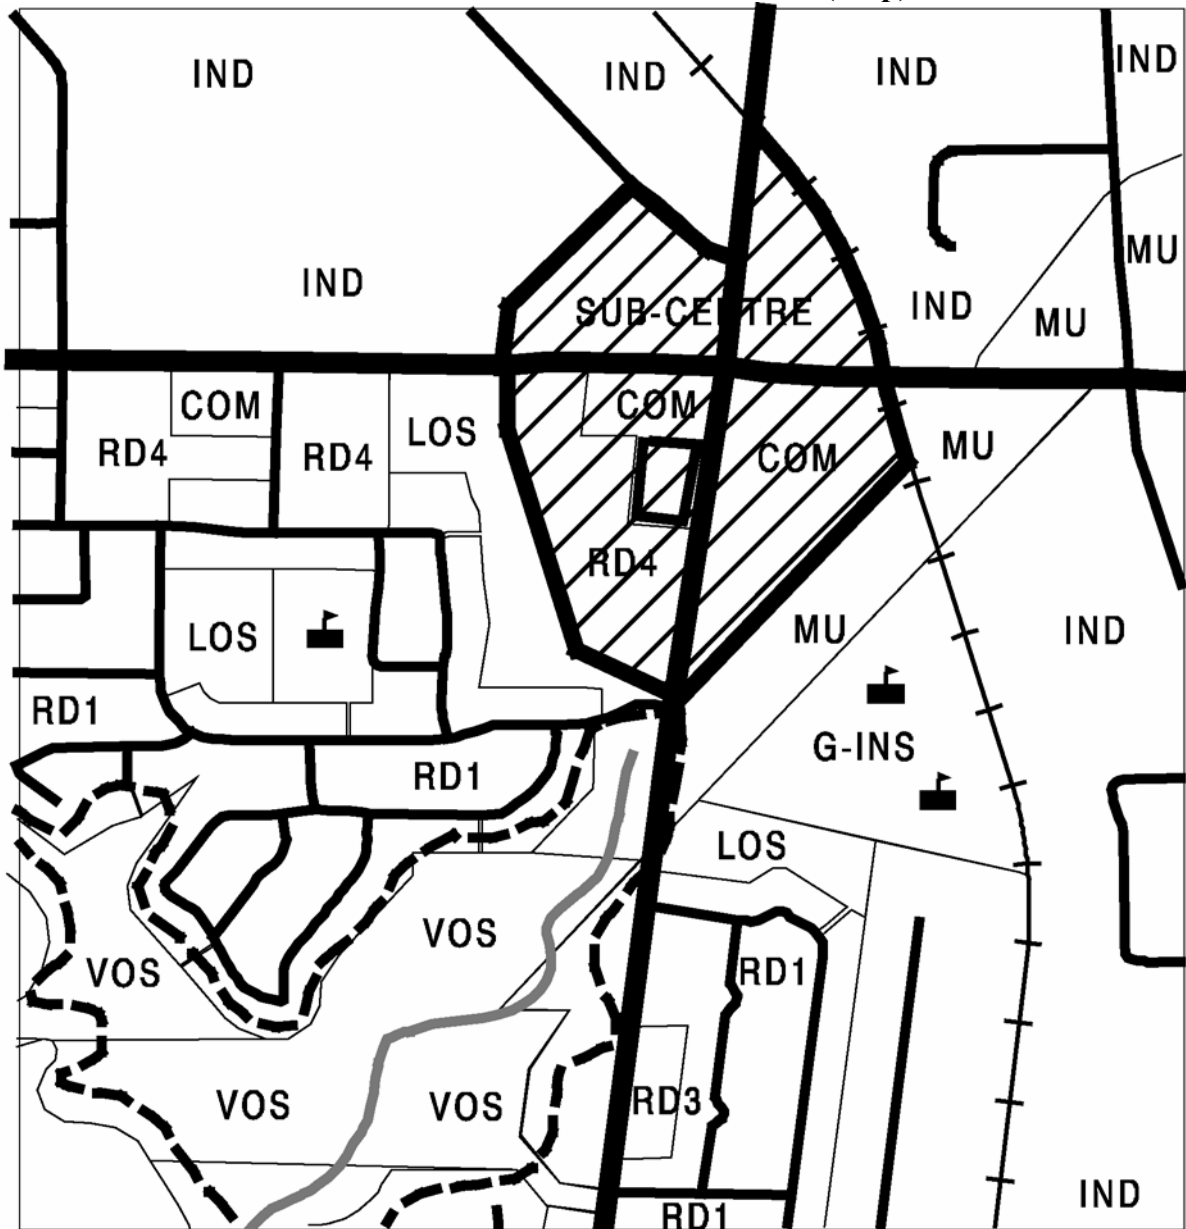 IND
IND
IND
IND
MU
IND
IND
MU
SUB-CENTRE
COM
COM
LOS
MU
RD4
RD4
COM
RD4
LOS
MU
IND
RD1
G-INS
RD1
LOS
VOS
VOS
RD1
VOS
VOS
RD3
IND
RD1